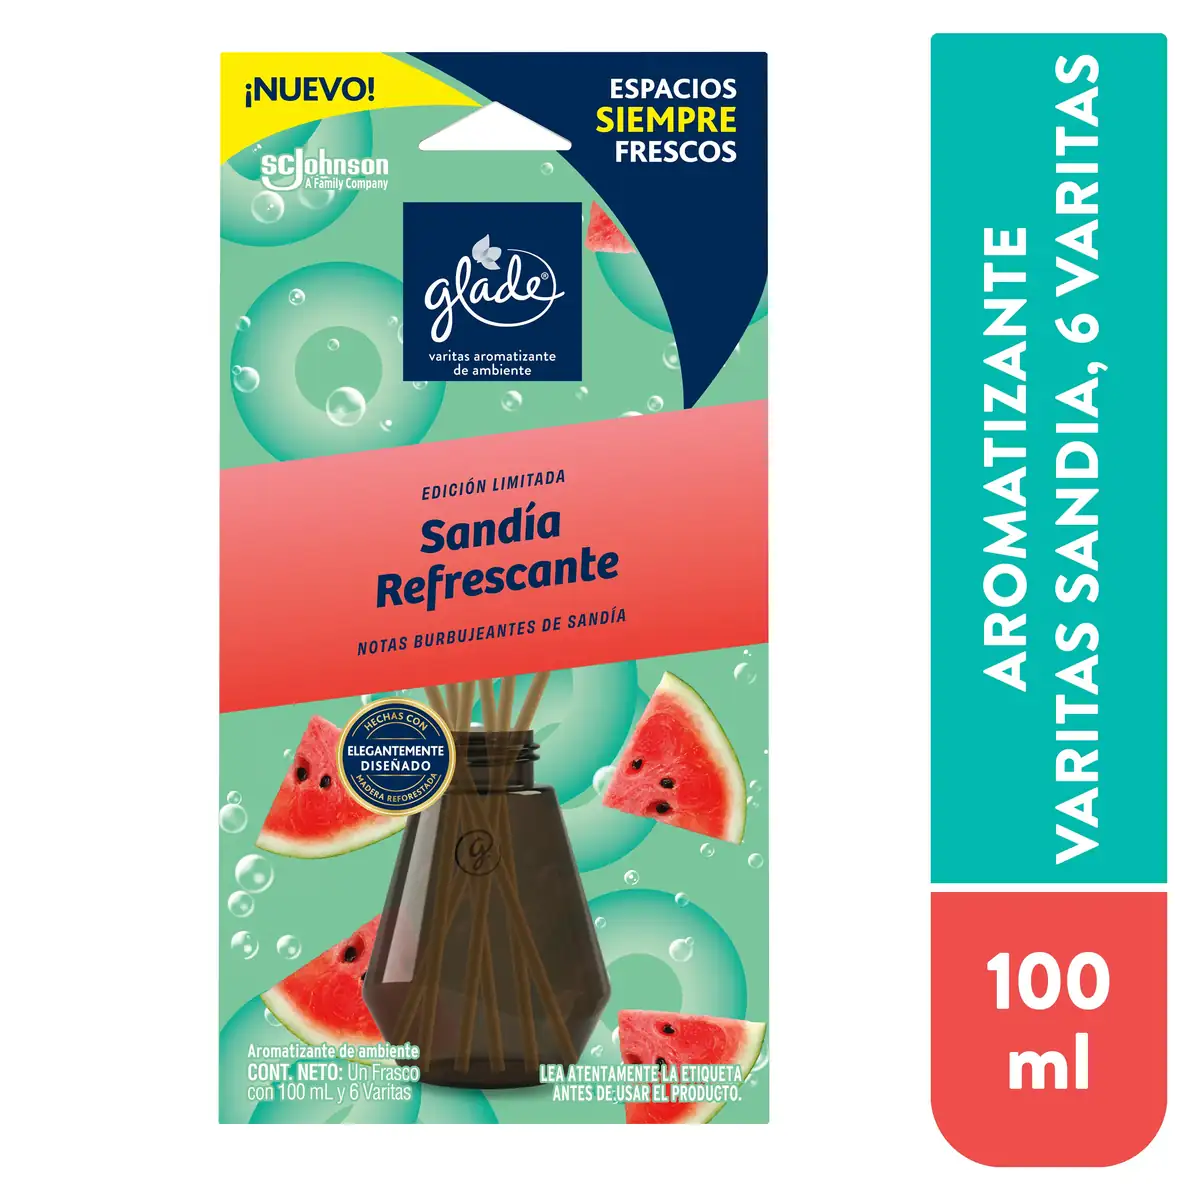 ¡NUEVO!
ESPACIOS
SIEMPRE
FRESCOS
SCJohnson
A Family Company
glade®
varitas aromatizante
de ambiente
EDICIÓN LIMITADA
Sandía
Refrescante
NOTAS BURBUJEANTES DE SANDÍA
HECHAS CON
ELEGANTEMENTE
DISEÑADO
MADERA REFORESTADA
g
Aromatizante de ambiente
CONT. NETO: Un Frasco
con 100 mL y 6 Varitas
LEA ATENTAMENTE LA ETIQUETA
ANTES DE USAR EL PRODUCTO.
AROMATIZANTE
VARITAS SANDIA, 6 VARITAS
100
ml